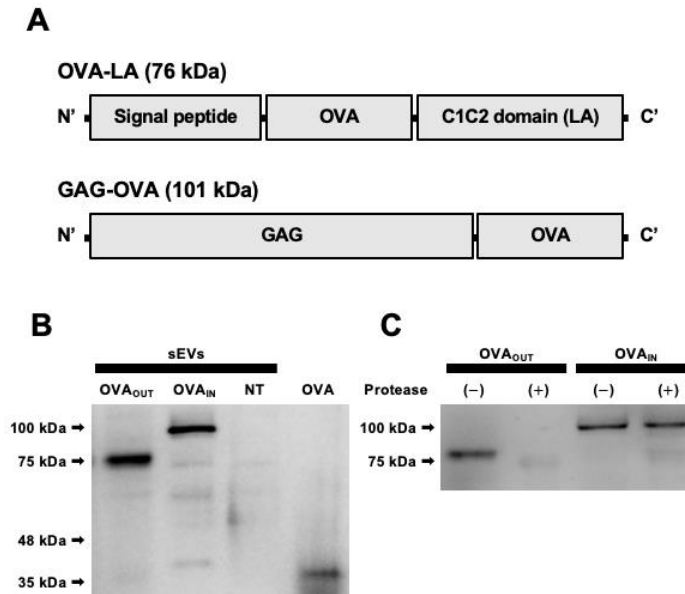 A
OVA-LA (76 kDa)
N’ Signal peptide OVA C1C2 domain (LA) C’
GAG-OVA (101 kDa)
N’ GAG OVA C’
B
sEVs
OVAOUT OVAIN NT OVA
100 kDa ➡
75 kDa ➡
48 kDa ➡
35 kDa ➡
C
OVAOUT OVAIN
Protease (−) (+) (−) (+)
100 kDa ➡
75 kDa ➡